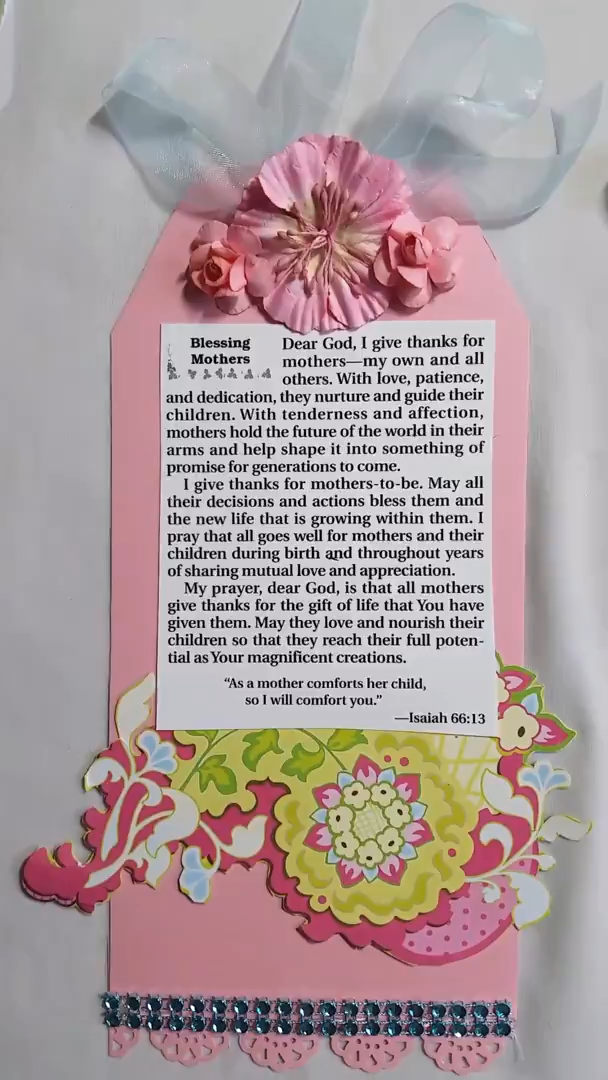 Blessing
Mothers
Dear God, I give thanks for
mothers—my own and all
others. With love, patience,
and dedication, they nurture and guide their
children. With tenderness and affection,
mothers hold the future of the world in their
arms and help shape it into something of
promise for generations to come.
I give thanks for mothers-to-be. May all
their decisions and actions bless them and
the new life that is growing within them. I
pray that all goes well for mothers and their
children during birth and throughout years
of sharing mutual love and appreciation.
My prayer, dear God, is that all mothers
give thanks for the gift of life that You have
given them. May they love and nourish their
children so that they reach their full poten-
tial as Your magnificent creations.
“As a mother comforts her child,
so I will comfort you.”
—Isaiah 66:13